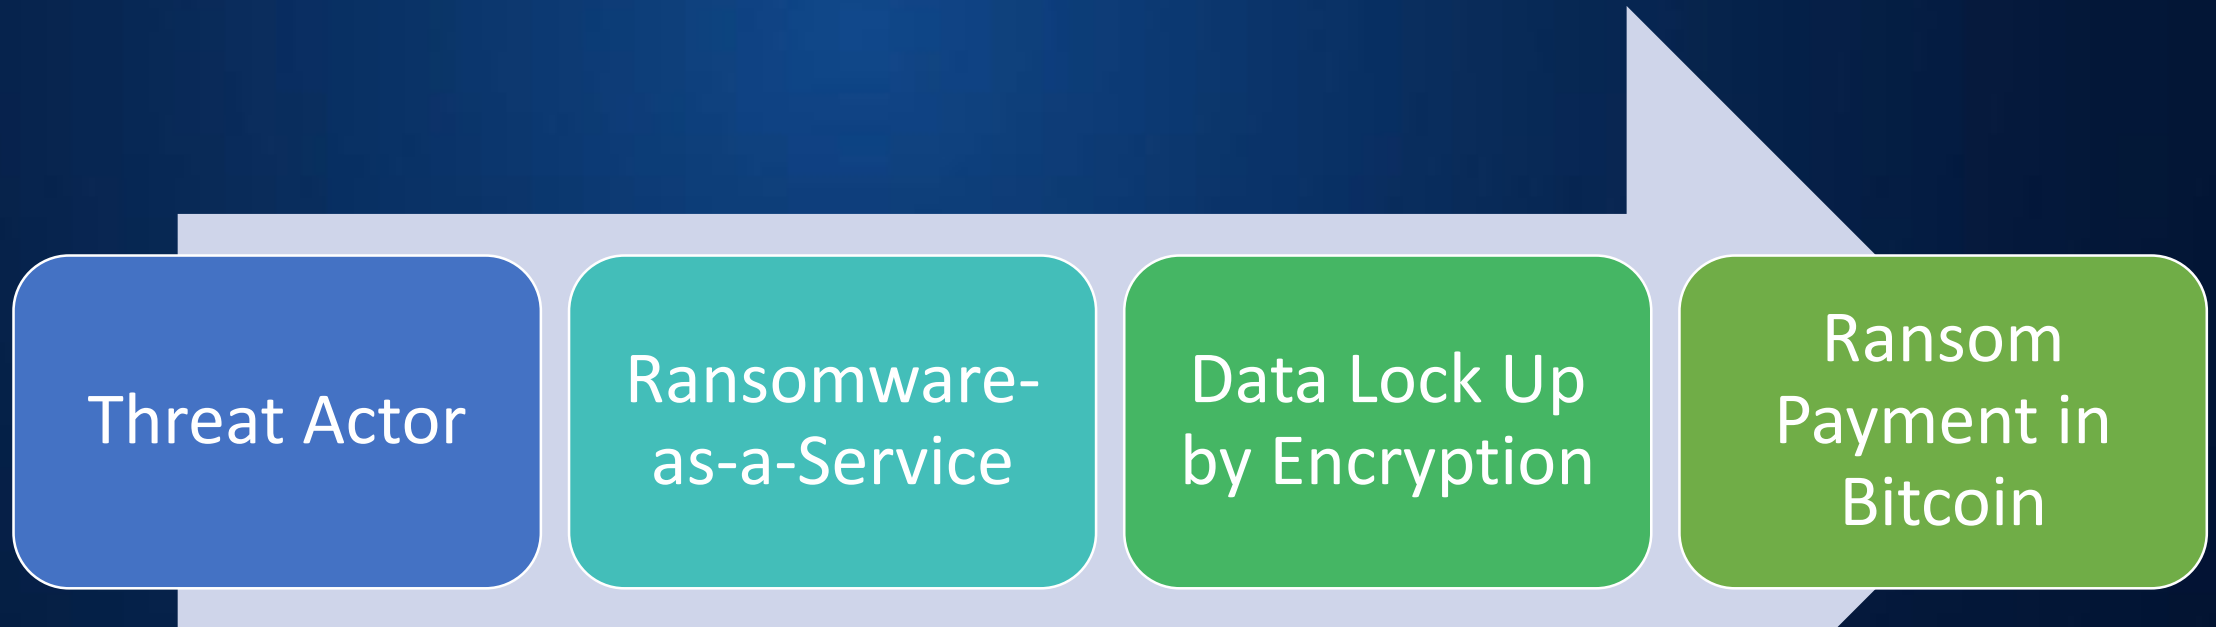 Threat Actor
Ransomware-
as-a-Service
Data Lock Up
by Encryption
Ransom
Payment in
Bitcoin